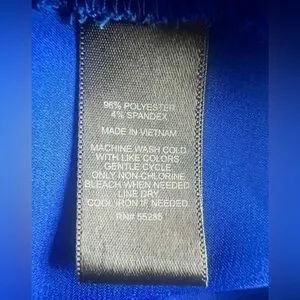 96% POLYESTER
4% SPANDEX
MADE IN VIETNAM
MACHINE WASH COLD
WITH LIKE COLORS
GENTLE CYCLE
ONLY NON-CHLORINE
BLEACH WHEN NEEDED
LINE DRY
COOL IRON IF NEEDED
RN# 55285